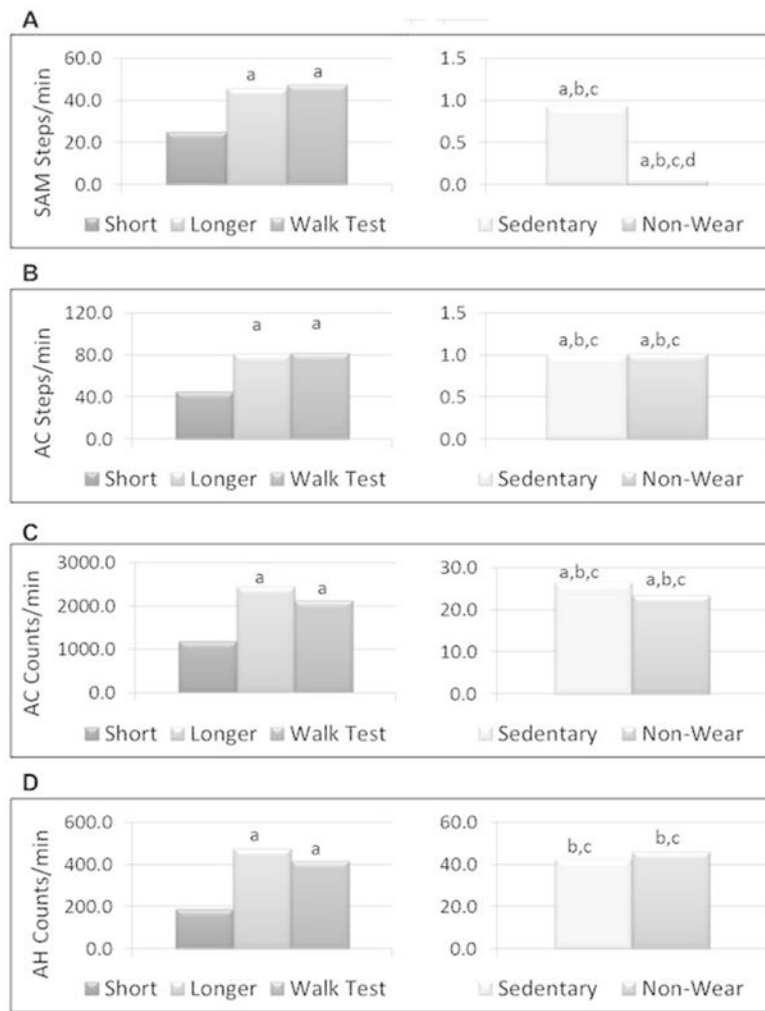 A
SAM Steps/min
60.0
40.0
20.0
0.0
a
a
Short Longer Walk Test
1.5
1.0
0.5
0.0
a,b,c
a,b,c,d
Sedentary Non-Wear
B
AC Steps/min
120.0
80.0
40.0
0.0
a
a
Short Longer Walk Test
1.5
1.0
0.5
0.0
a,b,c
a,b,c
Sedentary Non-Wear
C
AC Counts/min
3000.0
2000.0
1000.0
0.0
a
a
Short Longer Walk Test
30.0
20.0
10.0
0.0
a,b,c
a,b,c
Sedentary Non-Wear
D
AH Counts/min
600.0
400.0
200.0
0.0
a
a
Short Longer Walk Test
60.0
40.0
20.0
0.0
b,c
b,c
Sedentary Non-Wear